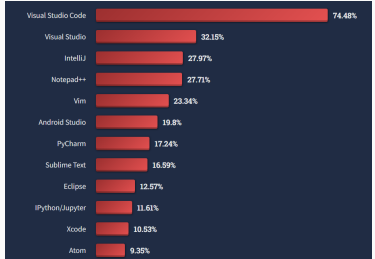 Visual Studio Code 74.48%
Visual Studio 32.15%
IntelliJ 27.97%
Notepad++ 27.71%
Vim 23.34%
Android Studio 19.8%
PyCharm 17.24%
Sublime Text 16.59%
Eclipse 12.57%
IPython/Jupyter 11.61%
Xcode 10.53%
Atom 9.35%